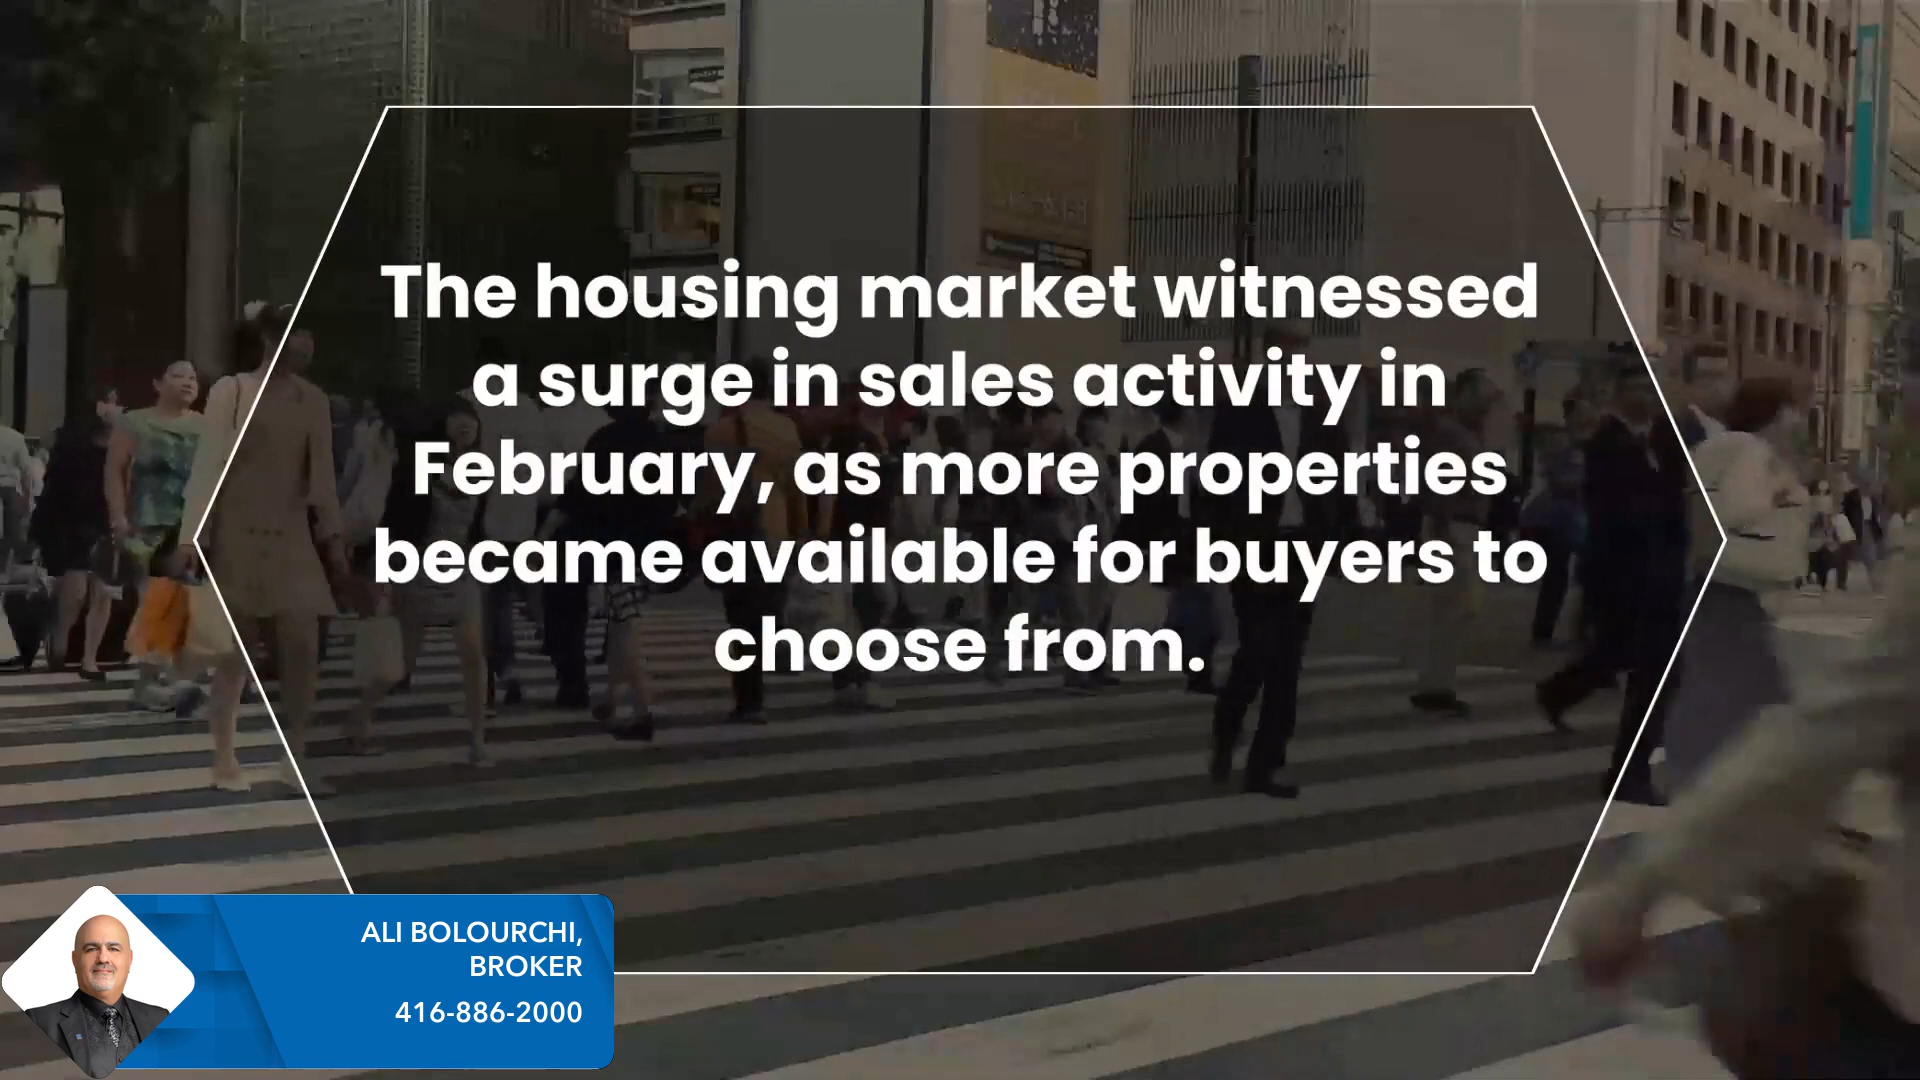 The housing market witnessed
a surge in sales activity in
February, as more properties
became available for buyers to
choose from.
ALI BOLOURCHI,
BROKER
416-886-2000